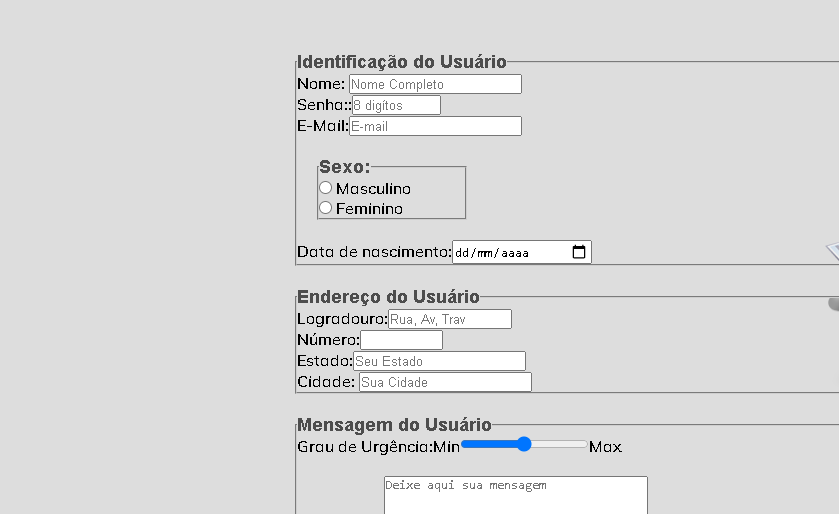 Identificação do Usuário
Nome: Nome Completo
Senha::8 digítos
E-Mail:E-mail
Sexo:
Masculino
Feminino
Data de nascimento:dd/mm/aaaa
Endereço do Usuário
Logradouro:Rua, Av, Trav
Número:
Estado:Seu Estado
Cidade: Sua Cidade
Mensagem do Usuário
Grau de Urgência:Min Max
Deixe aqui sua mensagem